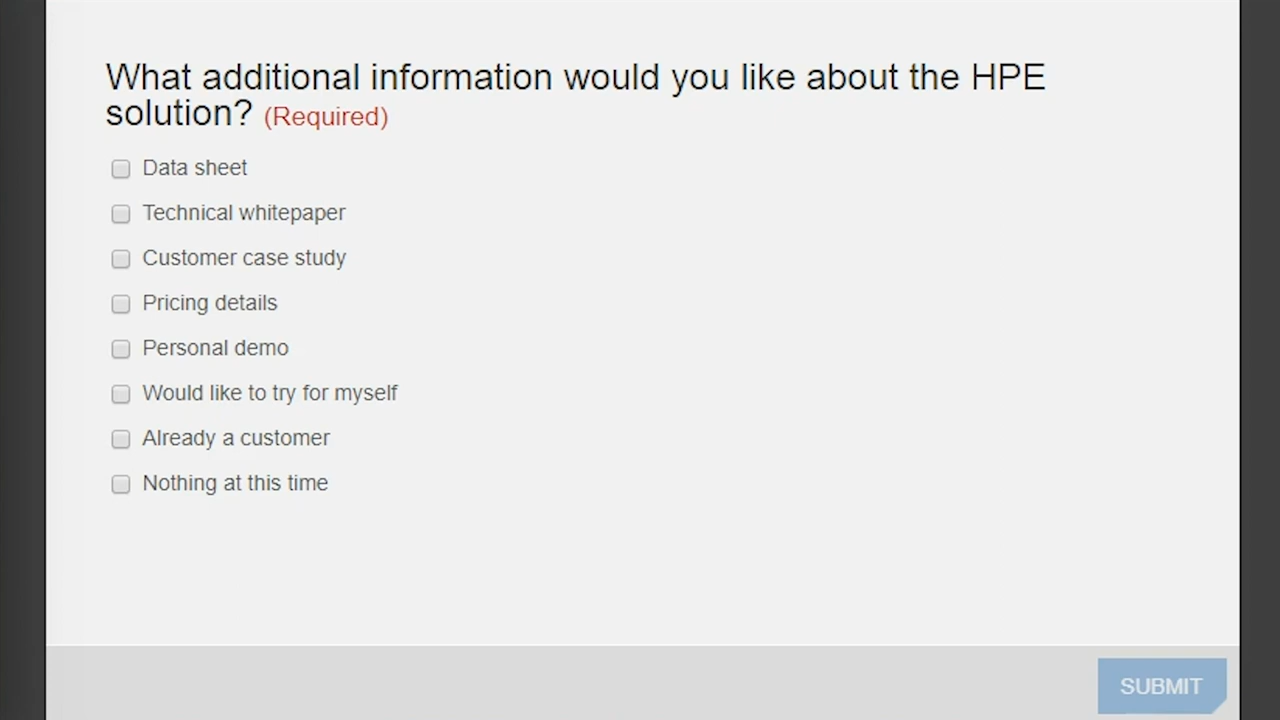 What additional information would you like about the HPE
solution? (Required)
Data sheet
Technical whitepaper
Customer case study
Pricing details
Personal demo
Would like to try for myself
Already a customer
Nothing at this time
SUBMIT